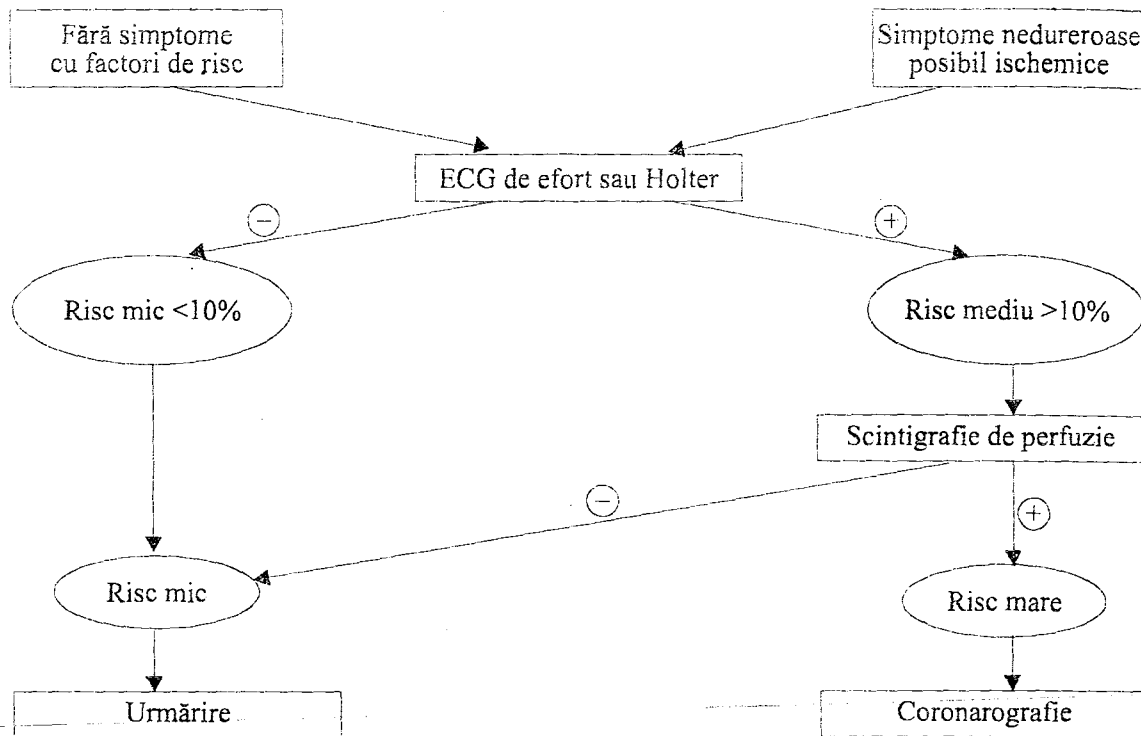 Fără simptome
cu factori de risc
Simptome nedureroase
posibil ischemice
ECG de efort sau Holter
−
+
Risc mic <10%
Risc mediu >10%
Scintigrafie de perfuzie
−
+
Risc mic
Risc mare
Urmărire
Coronarografie